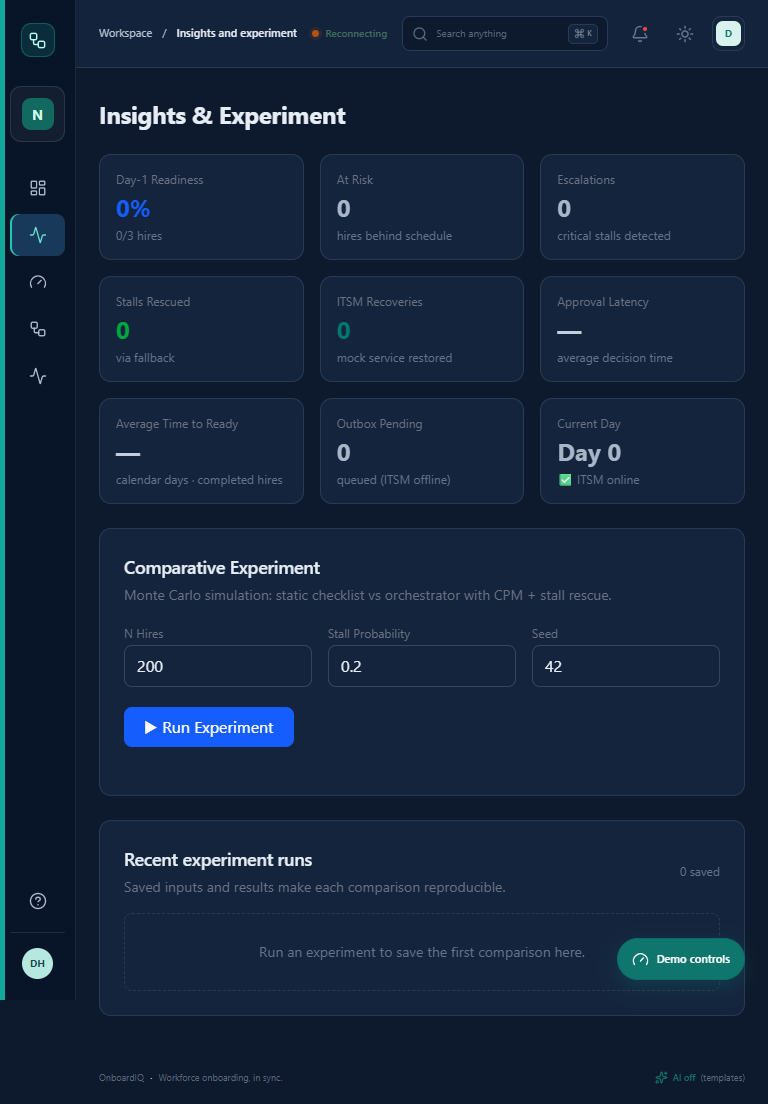 Workspace / Insights and experiment Reconnecting Search anything ⌘ K D
N
Insights & Experiment
Day-1 Readiness
0%
0/3 hires
At Risk
0
hires behind schedule
Escalations
0
critical stalls detected
Stalls Rescued
0
via fallback
ITSM Recoveries
0
mock service restored
Approval Latency
—
average decision time
Average Time to Ready
—
calendar days · completed hires
Outbox Pending
0
queued (ITSM offline)
Current Day
Day 0
✅ ITSM online
Comparative Experiment
Monte Carlo simulation: static checklist vs orchestrator with CPM + stall rescue.
N Hires
200
Stall Probability
0.2
Seed
42
▶ Run Experiment
Recent experiment runs
Saved inputs and results make each comparison reproducible.
0 saved
Run an experiment to save the first comparison here.
Demo controls
DH
OnboardIQ · Workforce onboarding, in sync.
AI off (templates)